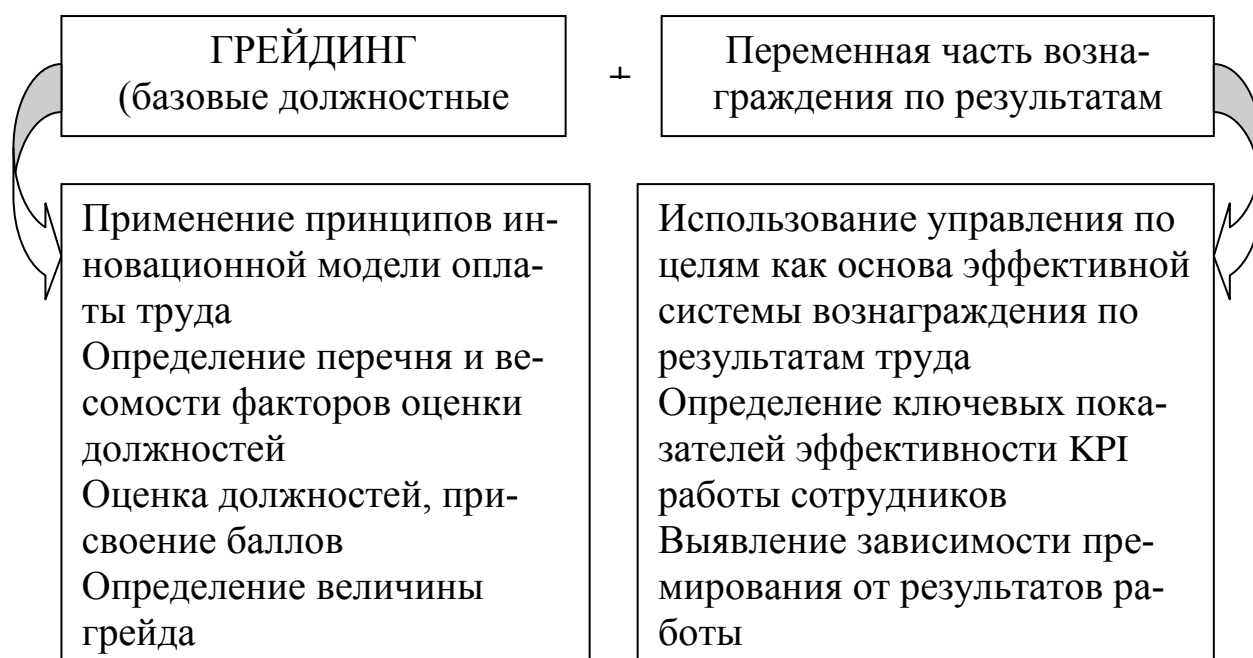 ГРЕЙДИНГ
(базовые должностные
+
Переменная часть возна-
граждения по результатам
Применение принципов ин-
новационной модели опла-
ты труда
Определение перечня и ве-
сомости факторов оценки
должностей
Оценка должностей, при-
своение баллов
Определение величины
грейда
Использование управления по
целям как основа эффективной
системы вознаграждения по
результатам труда
Определение ключевых пока-
зателей эффективности KPI
работы сотрудников
Выявление зависимости пре-
мирования от результатов ра-
боты